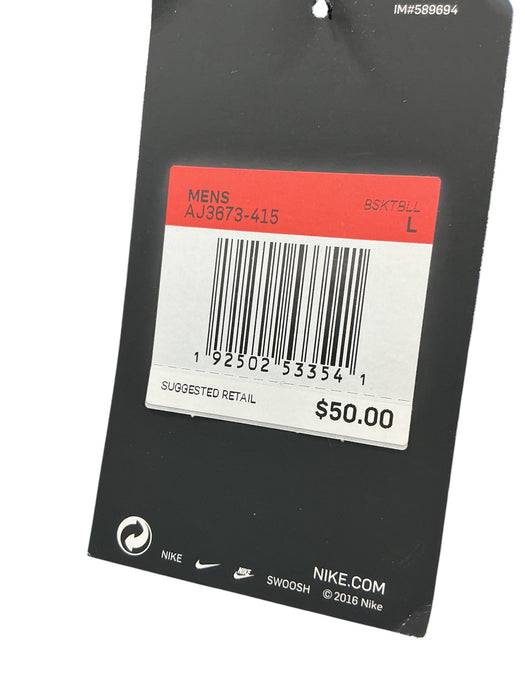 IM#589694
MENS BSKTBLL
AJ3673-415 L
1 92502 53354 1
SUGGESTED RETAIL $50.00
NIKE NIKE SWOOSH NIKE.COM
© 2016 Nike